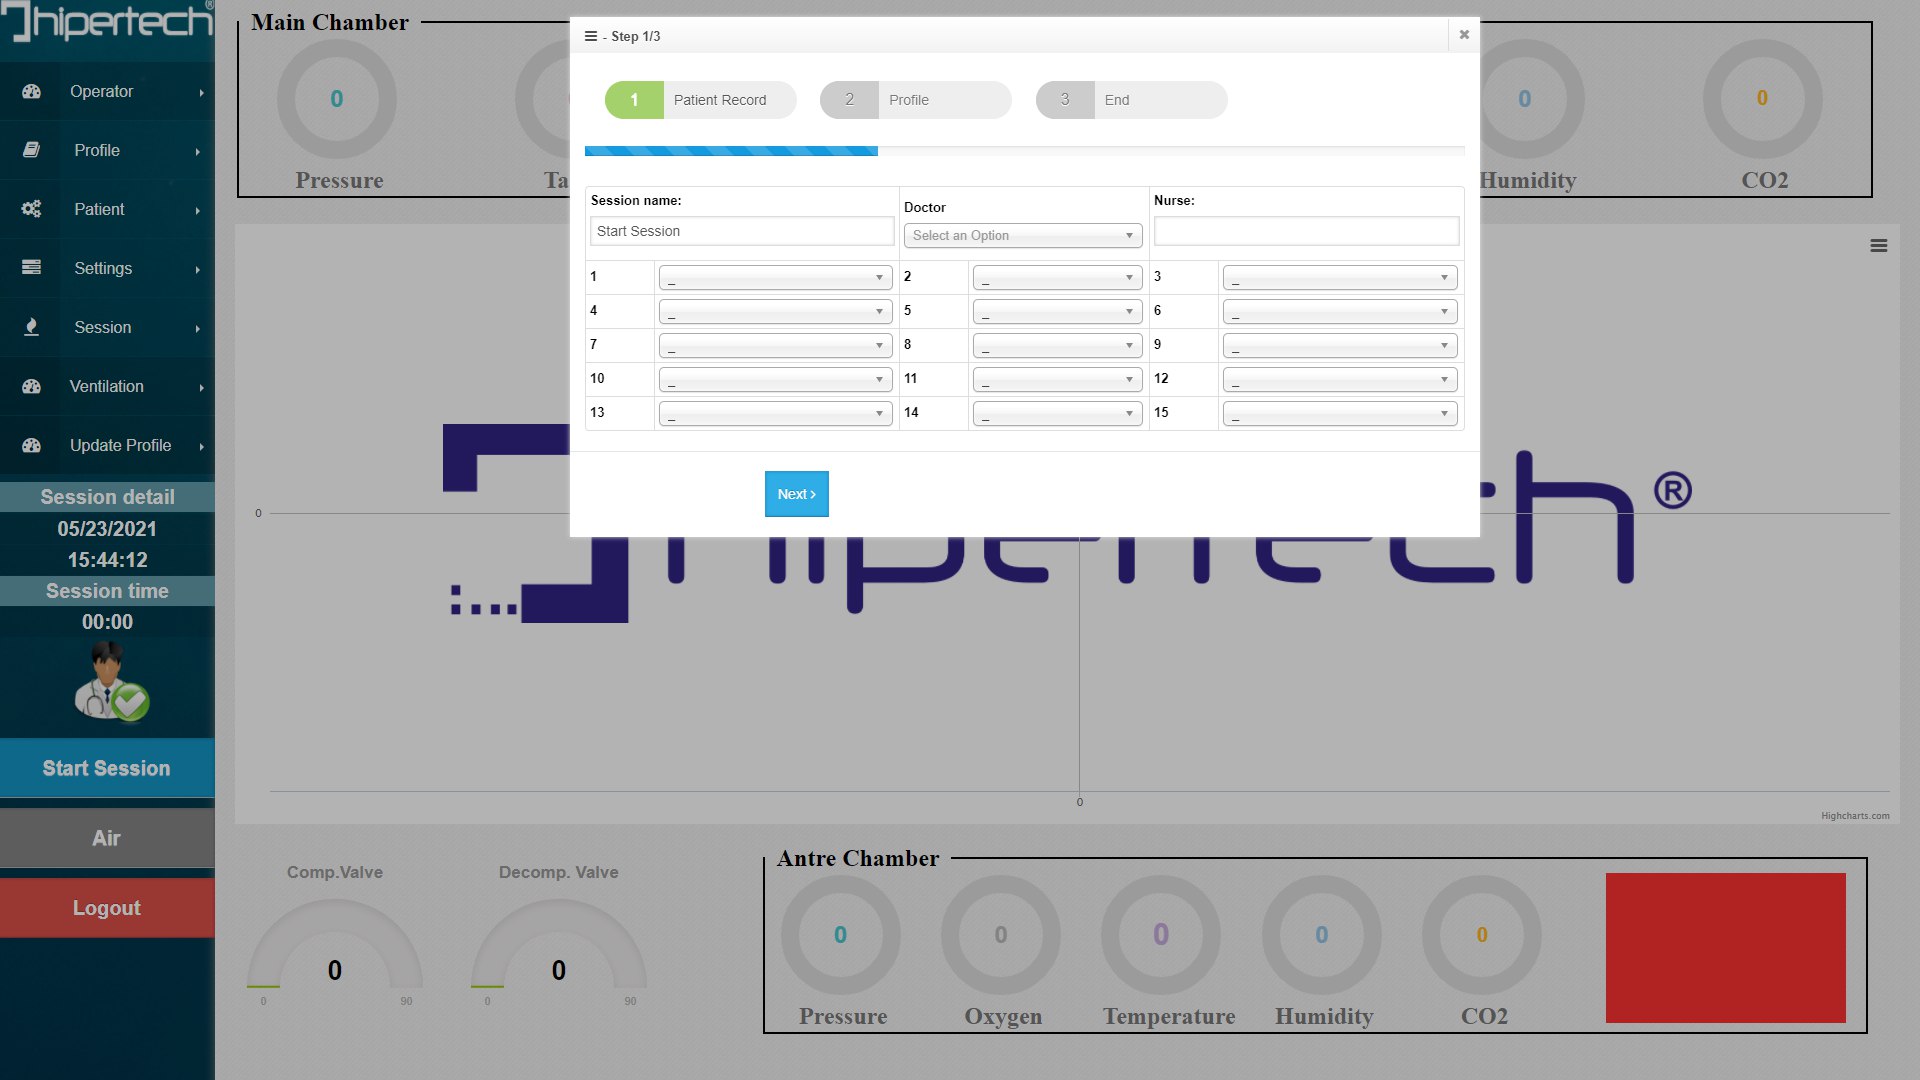 hipertech®
Operator
Profile
Patient
Settings
Session
Ventilation
Update Profile
Session detail
05/23/2021
15:44:12
Session time
00:00
Start Session
Air
Logout
Main Chamber
0
Pressure
Ta
0
Humidity
0
CO2
- Step 1/3
×
1 Patient Record
2 Profile
3 End
Session name:
Start Session
Doctor
Select an Option
Nurse:
1 _ 2 _ 3 _
4 _ 5 _ 6 _
7 _ 8 _ 9 _
10 _ 11 _ 12 _
13 _ 14 _ 15 _
Next ›
hipertech®
0
0
Highcharts.com
Comp.Valve
0
0 90
Decomp. Valve
0
0 90
Antre Chamber
0
Pressure
0
Oxygen
0
Temperature
0
Humidity
0
CO2